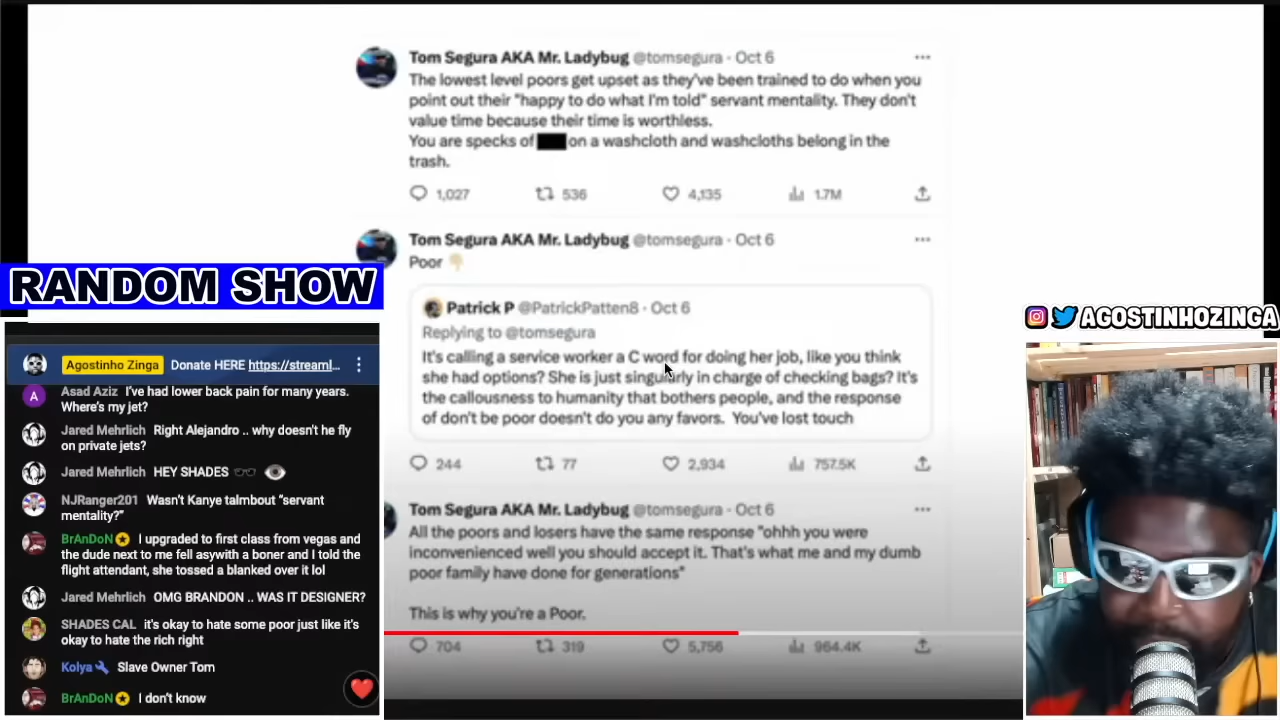 Tom Segura AKA Mr. Ladybug @tomsegura · Oct 6
The lowest level poors get upset as they've been trained to do when you
point out their "happy to do what I'm told" servant mentality. They don't
value time because their time is worthless.
You are specks of on a washcloth and washcloths belong in the
trash.
1,027 536 4,135 1.7M
Tom Segura AKA Mr. Ladybug @tomsegura · Oct 6
Poor
Patrick P @PatrickPatten8 · Oct 6
Replying to @tomsegura
It's calling a service worker a C word for doing her job, like you think
she had options? She is just singularly in charge of checking bags? It's
the callousness to humanity that bothers people, and the response
of don't be poor doesn't do you any favors. You've lost touch
244 77 2,934 757.5K
Tom Segura AKA Mr. Ladybug @tomsegura · Oct 6
All the poors and losers have the same response "ohhh you were
inconvenienced well you should accept it. That's what me and my dumb
poor family have done for generations"
This is why you're a Poor.
704 319 5,756 964.4K
RANDOM SHOW
Agostinho Zinga Donate HERE https://streaml...
A
Asad Aziz I've had lower back pain for many years.
Where's my jet?
Jared Mehrlich Right Alejandro .. why doesn't he fly
on private jets?
Jared Mehrlich HEY SHADES
NJRanger201 Wasn't Kanye talmbout "servant
mentality?"
BrAnDoN I upgraded to first class from vegas and
the dude next to me fell asywith a boner and I told the
flight attendant, she tossed a blanked over it lol
Jared Mehrlich OMG BRANDON .. WAS IT DESIGNER?
SHADES CAL it's okay to hate some poor just like it's
okay to hate the rich right
Kolya Slave Owner Tom
BrAnDoN I don't know
AGOSTINHOZINGA